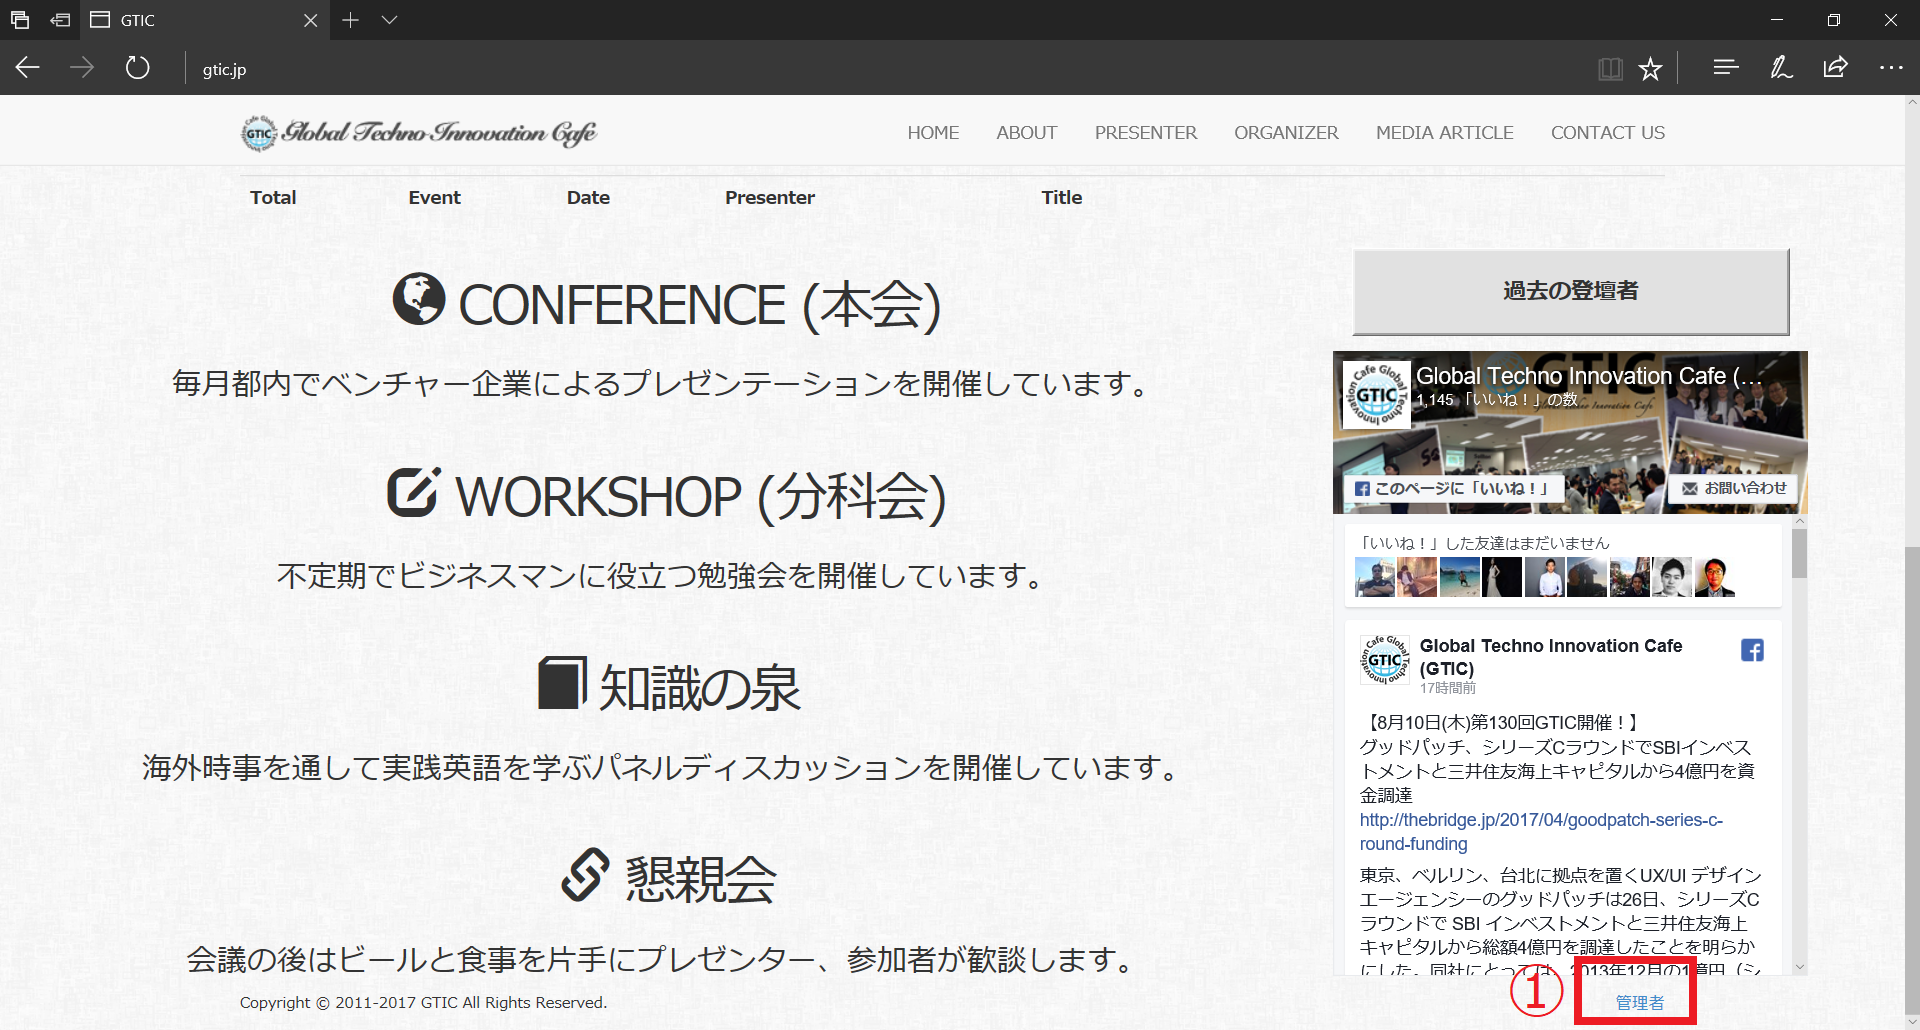 GTIC
gtic.jp
GTIC Global Techno Innovation Cafe
HOME ABOUT PRESENTER ORGANIZER MEDIA ARTICLE CONTACT US
Total Event Date Presenter Title
CONFERENCE (本会)
毎月都内でベンチャー企業によるプレゼンテーションを開催しています。
WORKSHOP (分科会)
不定期でビジネスマンに役立つ勉強会を開催しています。
知識の泉
海外時事を通して実践英語を学ぶパネルディスカッションを開催しています。
懇親会
会議の後はビールと食事を片手にプレゼンター、参加者が歓談します。
Copyright © 2011-2017 GTIC All Rights Reserved.
過去の登壇者
Global Techno Innovation Cafe (...
1,145 「いいね！」の数
このページに「いいね！」
お問い合わせ
「いいね！」した友達はまだいません
Global Techno Innovation Cafe
(GTIC)
17時間前
【8月10日(木)第130回GTIC開催！】
グッドパッチ、シリーズCラウンドでSBIインベス
トメントと三井住友海上キャピタルから4億円を資
金調達
http://thebridge.jp/2017/04/goodpatch-series-c-
round-funding
東京、ベルリン、台北に拠点を置くUX/UI デザイン
エージェンシーのグッドパッチは26日、シリーズC
ラウンドで SBI インベストメントと三井住友海上
キャピタルから総額4億円を調達したことを明らか
にした。同社にとっては、2013年12月の1億円（シ
① 管理者